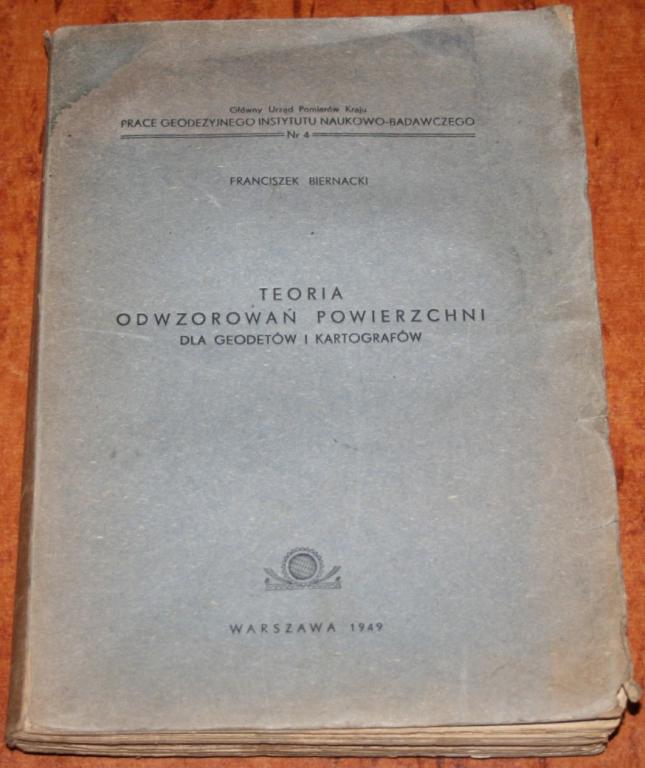 Główny Urząd Pomiarów Kraju
PRACE GEODEZYJNEGO INSTYTUTU NAUKOWO-BADAWCZEGO
Nr 4
FRANCISZEK BIERNACKI
TEORIA
ODWZOROWAŃ POWIERZCHNI
DLA GEODETÓW I KARTOGRAFÓW
WARSZAWA 1949